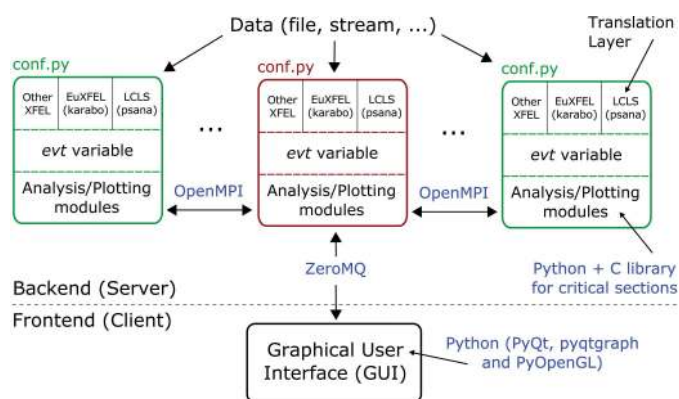 Data (file, stream, ...)
Translation
Layer
conf.py
conf.py
conf.py
Other
XFEL
EuXFEL
(karabo)
LCLS
(psana)
Other
XFEL
EuXFEL
(karabo)
LCLS
(psana)
Other
XFEL
EuXFEL
(karabo)
LCLS
(psana)
...
...
evt variable
evt variable
evt variable
Analysis/Plotting
modules
OpenMPI
Analysis/Plotting
modules
OpenMPI
Analysis/Plotting
modules
ZeroMQ
Python + C library
for critical sections
Backend (Server)
Frontend (Client)
Graphical User
Interface (GUI)
Python (PyQt, pyqtgraph
and PyOpenGL)